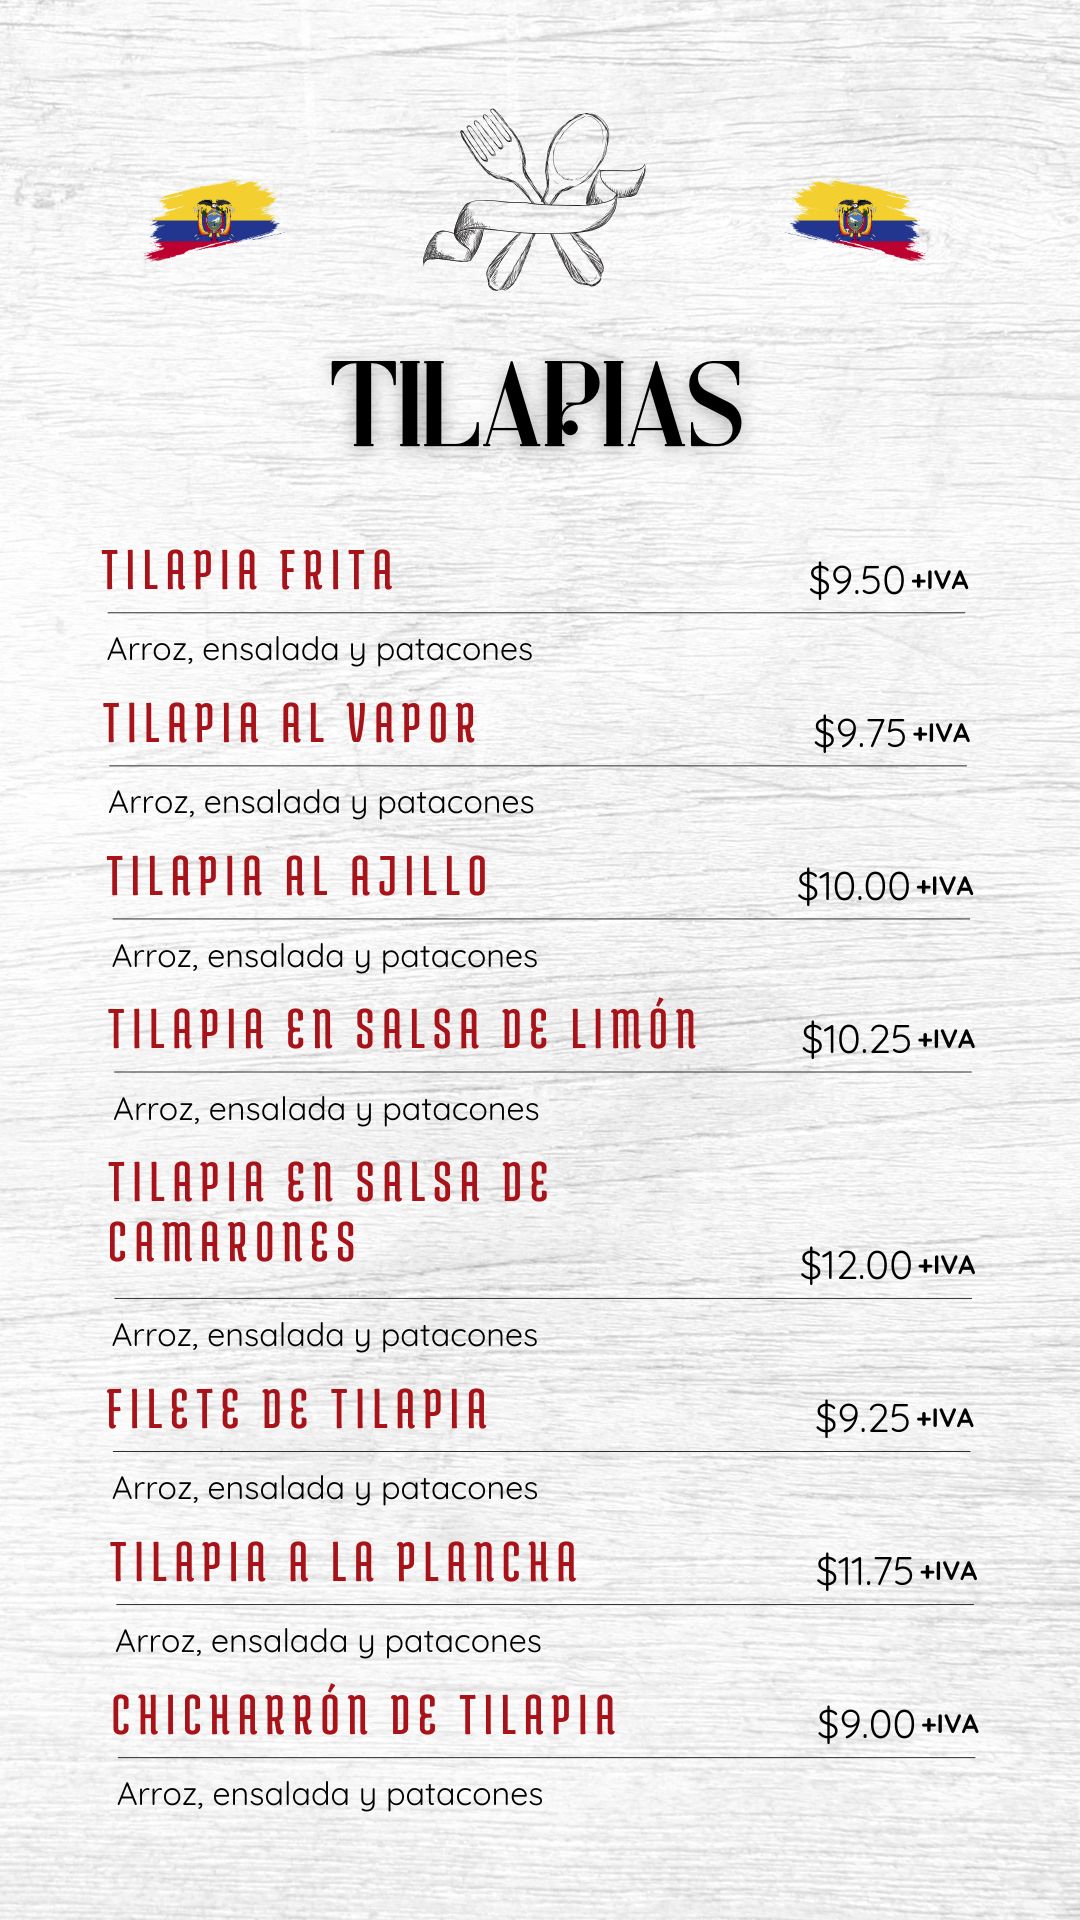 TILAPIAS
TILAPIA FRITA
$9.50 +IVA
Arroz, ensalada y patacones
TILAPIA AL VAPOR
$9.75 +IVA
Arroz, ensalada y patacones
TILAPIA AL AJILLO
$10.00 +IVA
Arroz, ensalada y patacones
TILAPIA EN SALSA DE LIMÓN
$10.25 +IVA
Arroz, ensalada y patacones
TILAPIA EN SALSA DE
CAMARONES
$12.00 +IVA
Arroz, ensalada y patacones
FILETE DE TILAPIA
$9.25 +IVA
Arroz, ensalada y patacones
TILAPIA A LA PLANCHA
$11.75 +IVA
Arroz, ensalada y patacones
CHICHARRÓN DE TILAPIA
$9.00 +IVA
Arroz, ensalada y patacones